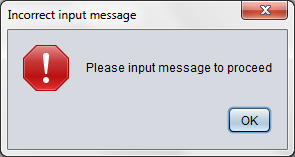 Incorrect input message
Please input message to proceed
OK